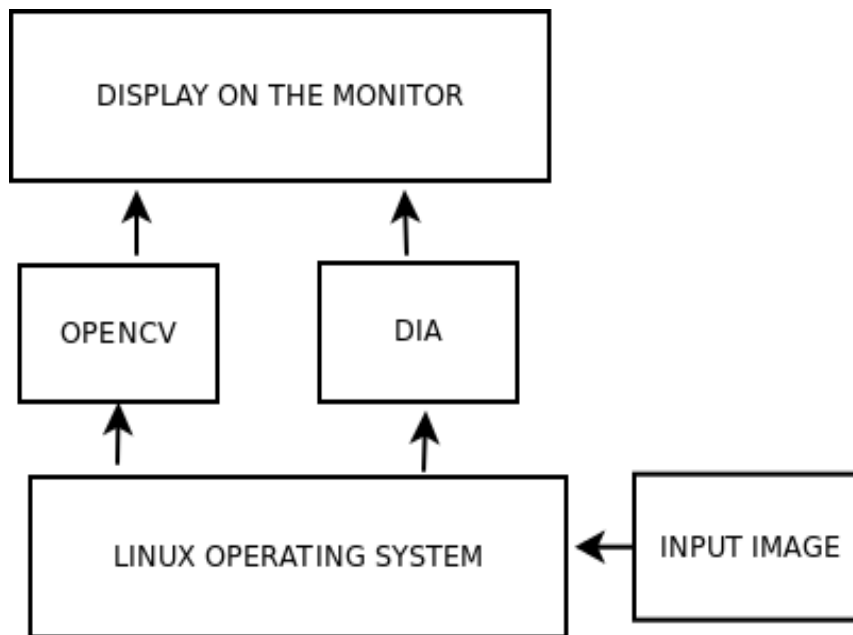 DISPLAY ON THE MONITOR
OPENCV
DIA
LINUX OPERATING SYSTEM
INPUT IMAGE